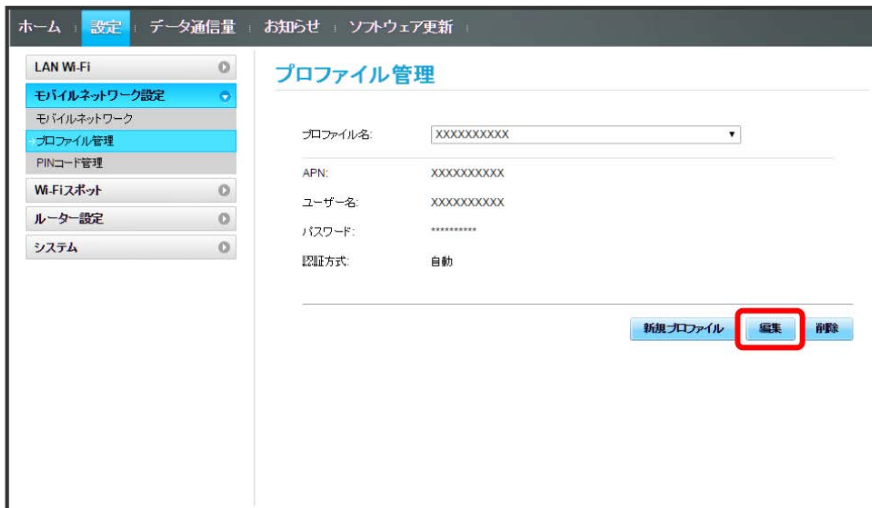 ホーム 設定 データ通信量 お知らせ ソフトウェア更新
LAN Wi-Fi
モバイルネットワーク設定
モバイルネットワーク
プロファイル管理
PINコード管理
Wi-Fiスポット
ルーター設定
システム
プロファイル管理
プロファイル名: XXXXXXXXXX
APN: XXXXXXXXXX
ユーザー名: XXXXXXXXXX
パスワード: **********
認証方式: 自動
新規プロファイル 編集 削除